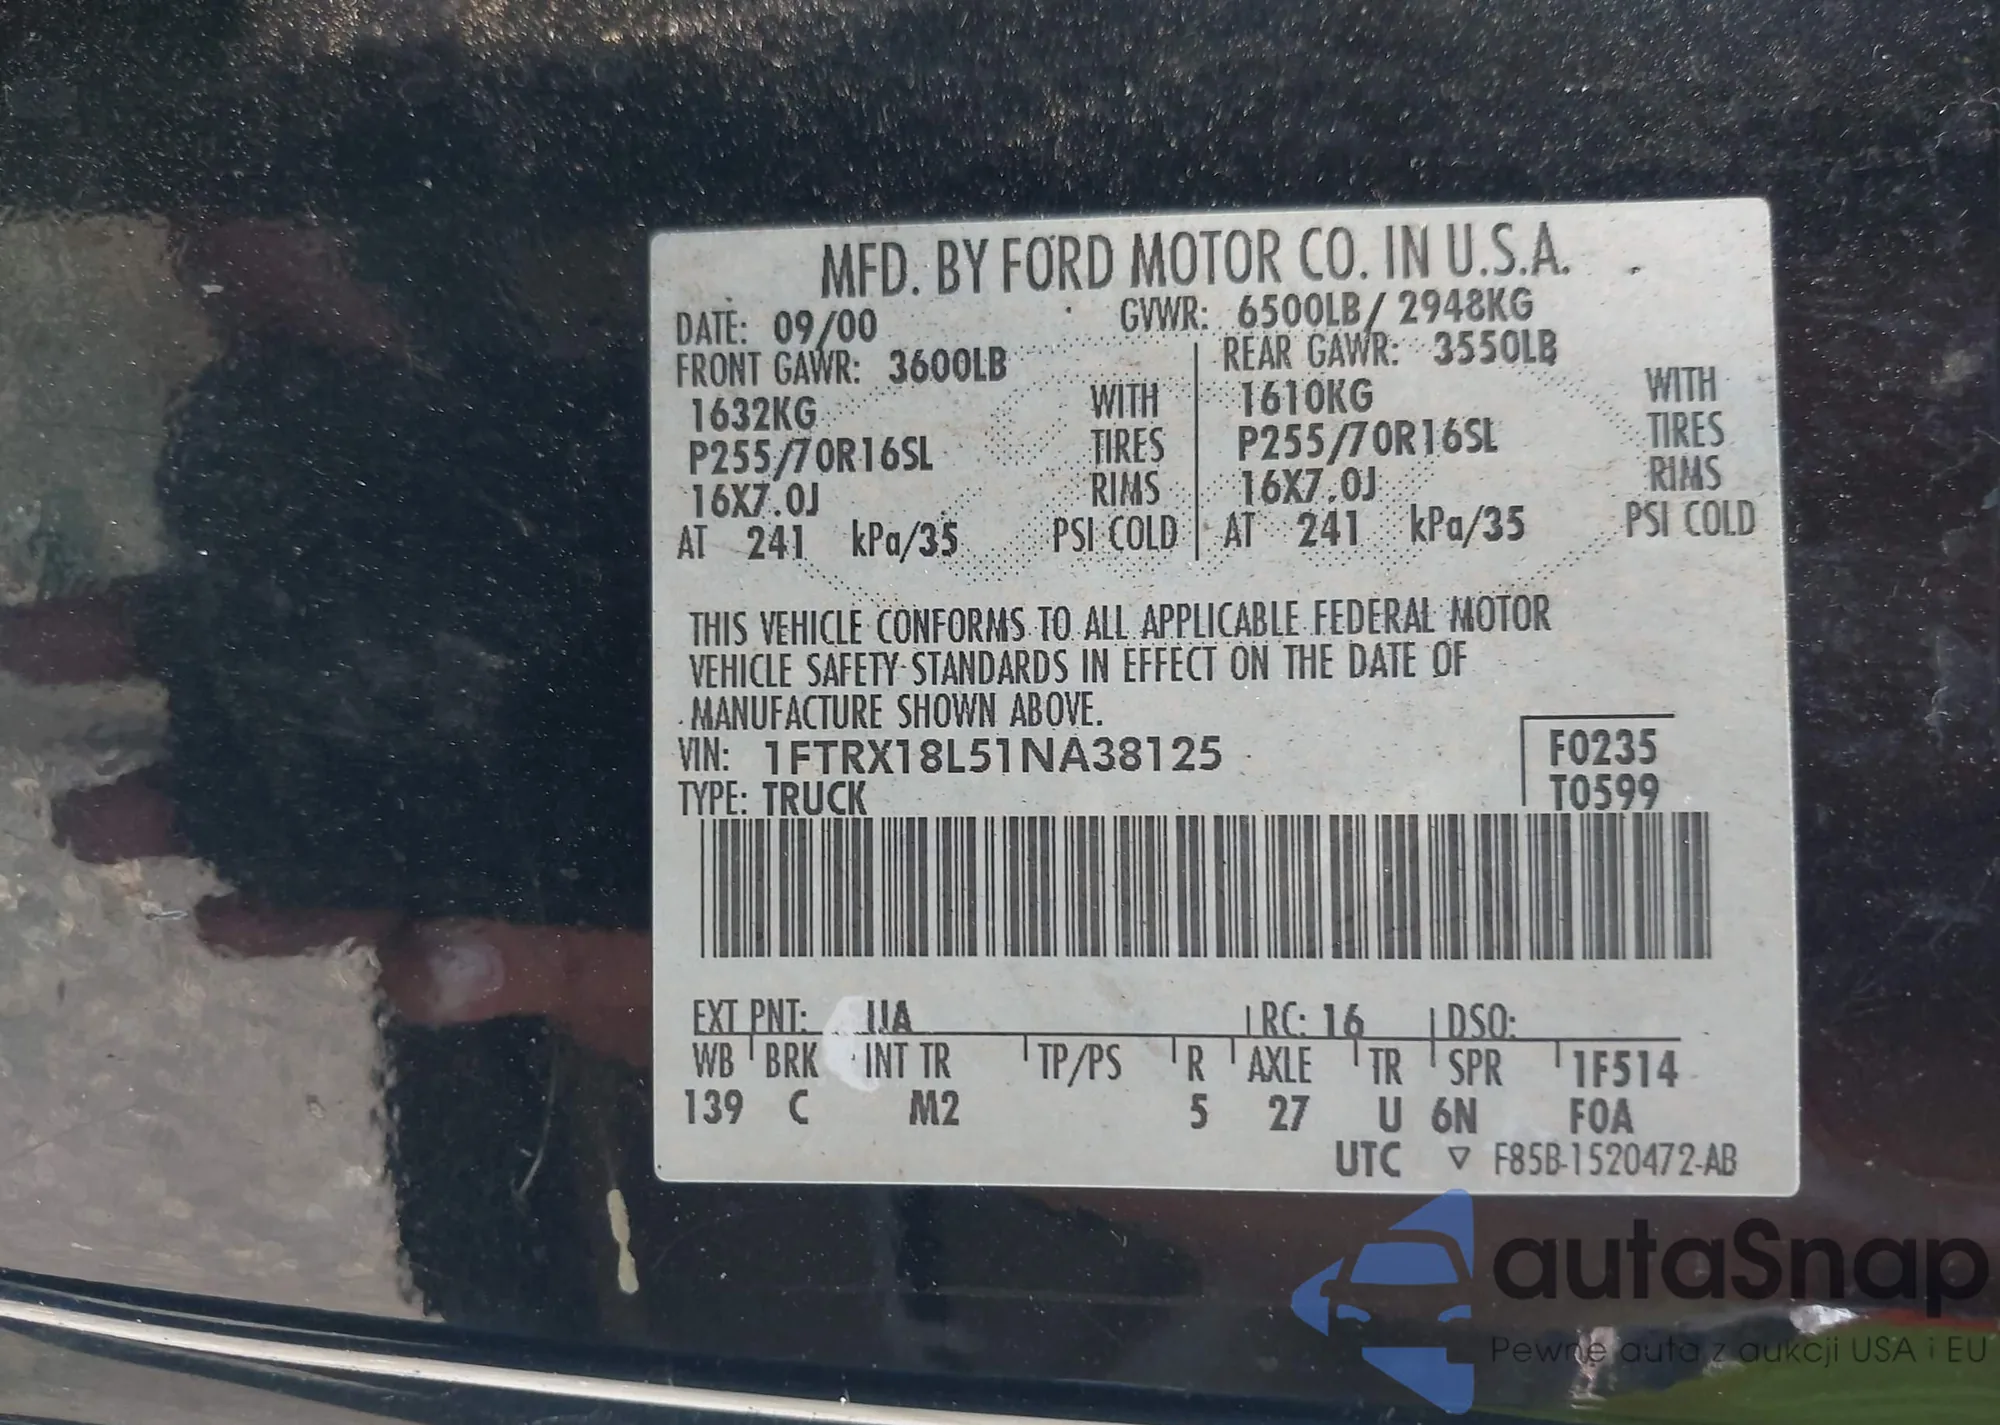 MFD. BY FORD MOTOR CO. IN U.S.A.
DATE: 09/00 GVWR: 6500LB/ 2948KG
FRONT GAWR: 3600LB REAR GAWR: 3550LB
1632KG WITH 1610KG WITH
P255/70R16SL TIRES P255/70R16SL TIRES
16X7.0J RIMS 16X7.0J RIMS
AT 241 kPa/35 PSI COLD AT 241 kPa/35 PSI COLD
THIS VEHICLE CONFORMS TO ALL APPLICABLE FEDERAL MOTOR
VEHICLE SAFETY STANDARDS IN EFFECT ON THE DATE OF
MANUFACTURE SHOWN ABOVE.
VIN: 1FTRX18L51NA38125 F0235
TYPE: TRUCK T0599
EXT PNT: UA RC: 16 DSO:
WB BRK INT TR TP/PS R AXLE TR SPR 1F514
139 C M2 5 27 U 6N F0A
UTC ▽ F85B-1520472-AB
autaSnap
Pewne auta z aukcji USA i EU